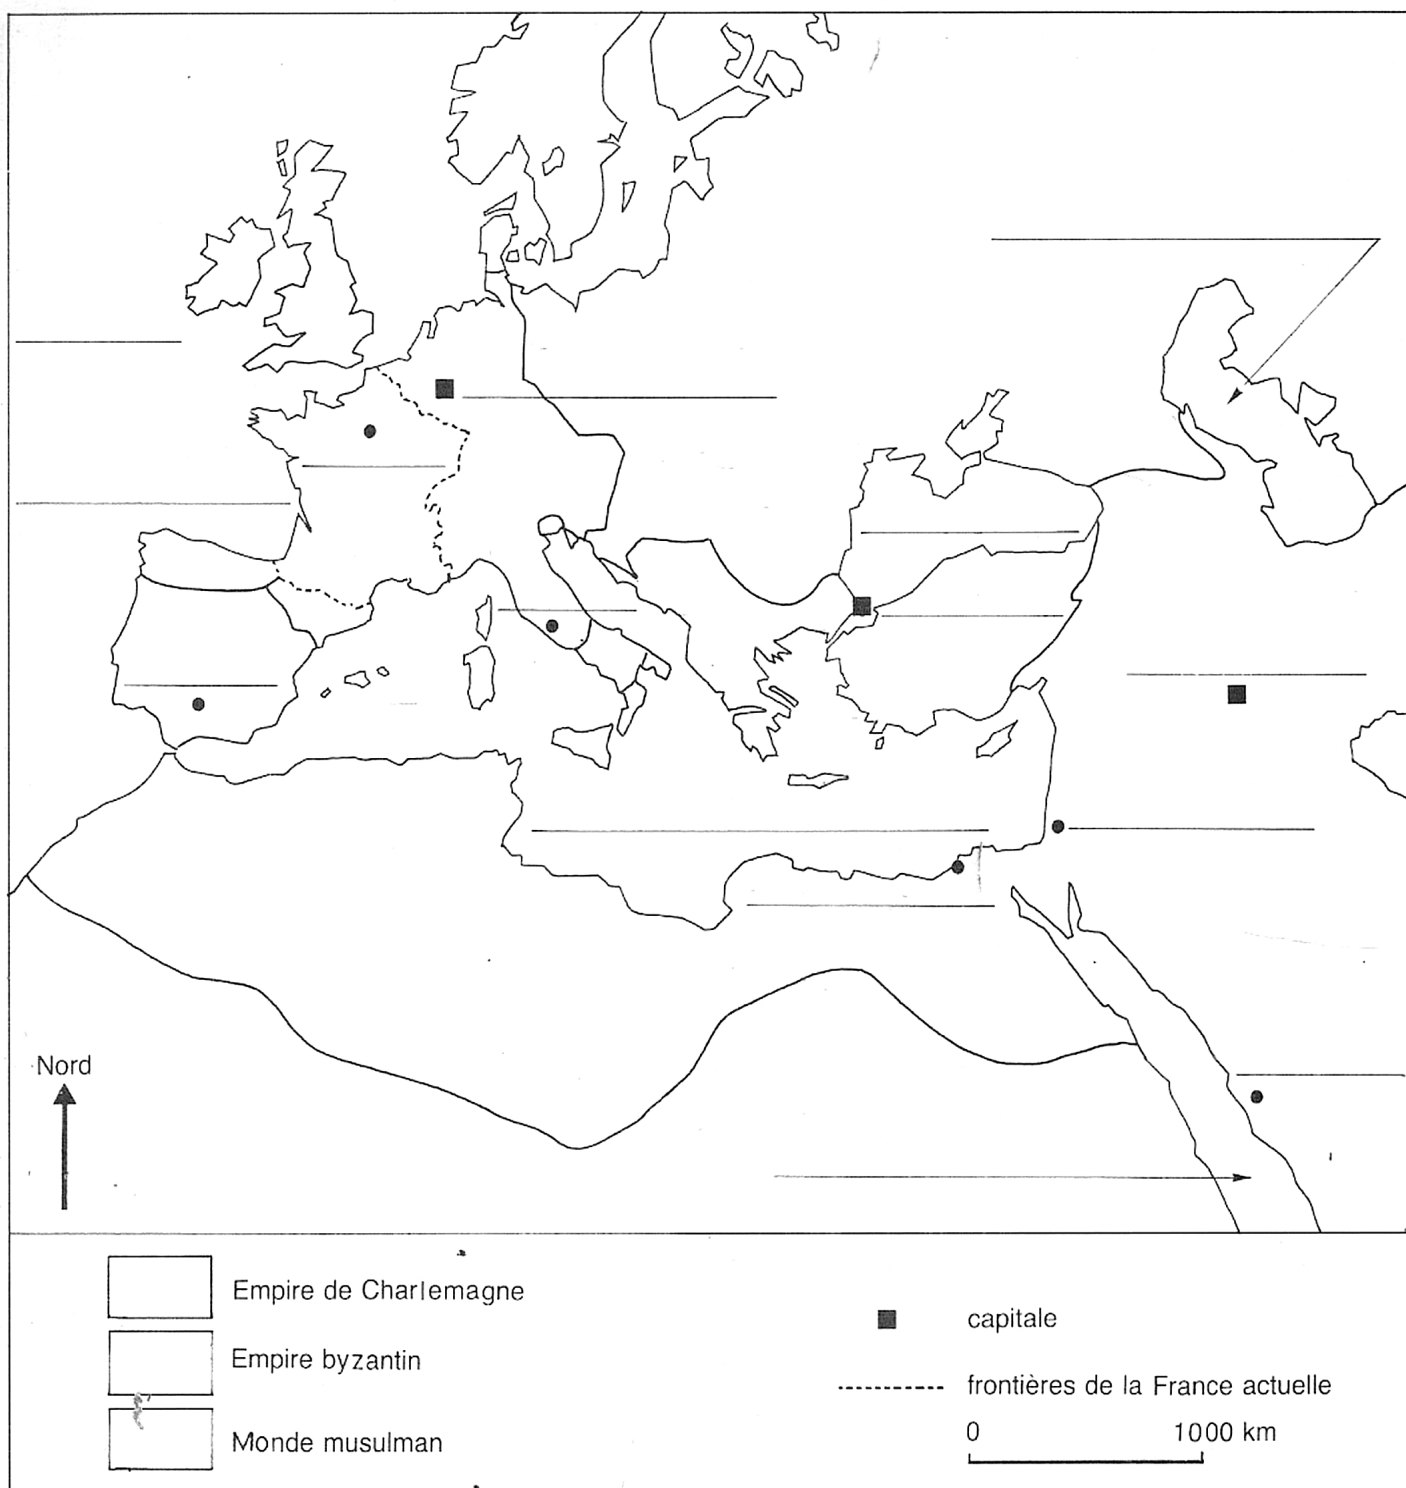 Nord
Empire de Charlemagne
Empire byzantin
Monde musulman
capitale
frontières de la France actuelle
0 1000 km